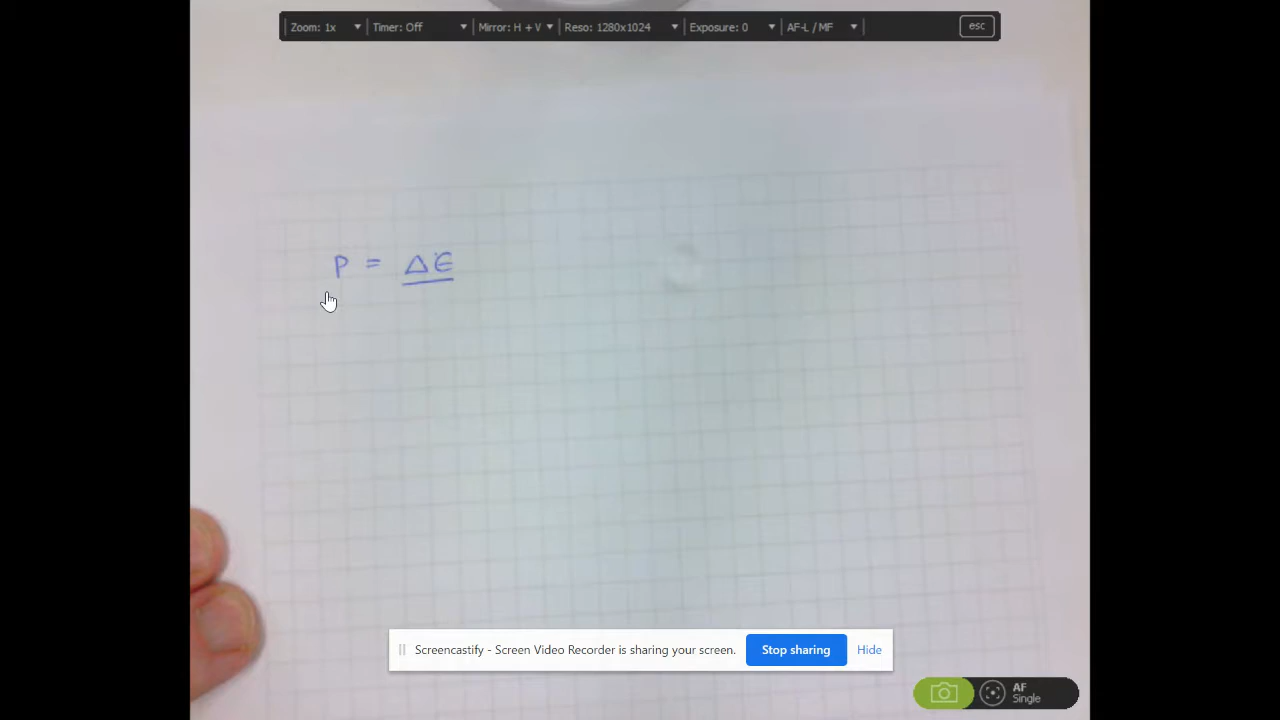 Zoom: 1x Timer: Off Mirror: H + V Reso: 1280x1024 Exposure: 0 AF-L / MF esc
P = ΔE
Screencastify - Screen Video Recorder is sharing your screen. Stop sharing Hide
AF
Single